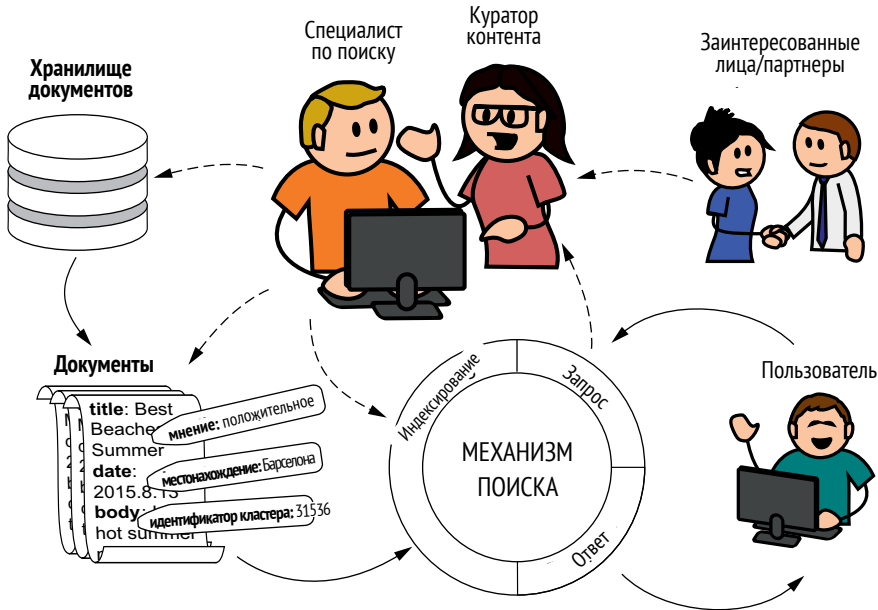 Специалист
по поиску
Куратор
контента
Заинтересованные
лица/партнеры
Хранилище
документов
Документы
title: Best
Beache
Summer
date:
2015.8.13
body:
hot summer
мнение: положительное
местонахождение: Барселона
идентификатор кластера: 31536
Индексирование
Запрос
Ответ
МЕХАНИЗМ
ПОИСКА
Пользователь